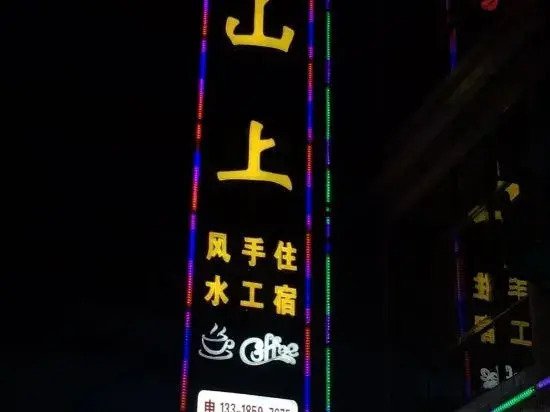 山
上
风 手 住
水 工 宿
Coffee